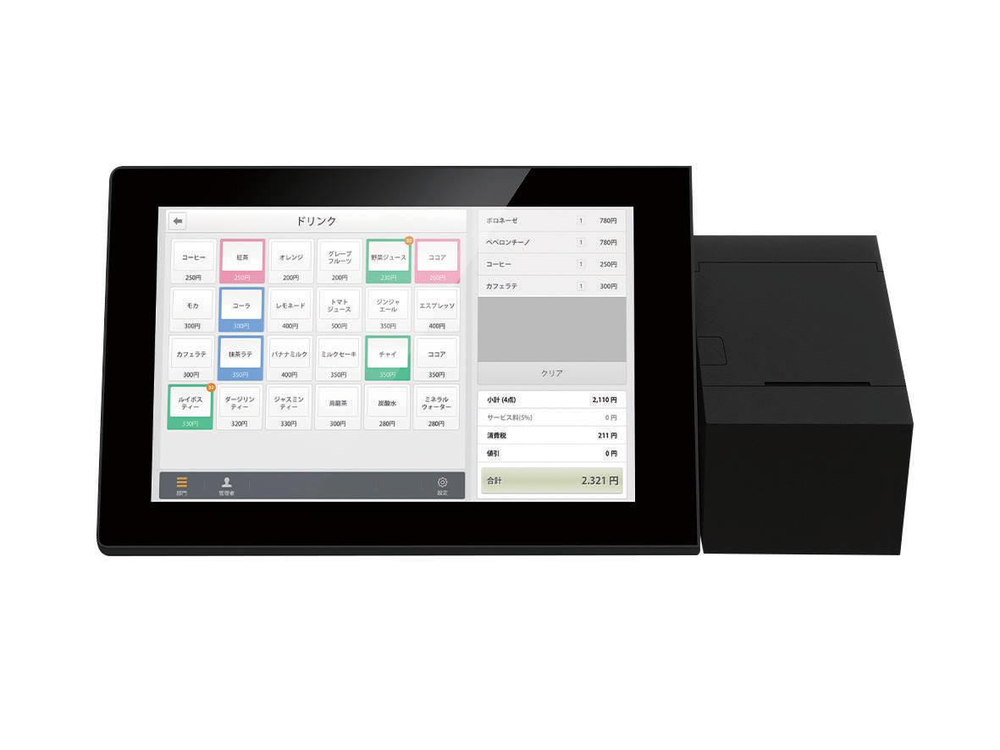 ドリンク
コーヒー
250円
紅茶
250円
オレンジ
200円
グレープ
フルーツ
200円
野菜ジュース
230円
ココア
260円
モカ
300円
コーラ
300円
レモネード
400円
トマト
ジュース
500円
ジンジャ
エール
350円
エスプレッソ
400円
カフェラテ
300円
抹茶ラテ
350円
バナナミルク
400円
ミルクセーキ
350円
チャイ
350円
ココア
350円
32
ルイボス
ティー
330円
ダージリン
ティー
320円
ジャスミン
ティー
330円
烏龍茶
300円
炭酸水
280円
ミネラル
ウォーター
280円
部門
管理者
設定
ボロネーゼ 1 780円
ペペロンチーノ 1 780円
コーヒー 1 250円
カフェラテ 1 300円
クリア
小計 (4点) 2,110 円
サービス料(5%) 0 円
消費税 211 円
値引 0 円
合計 2.321 円